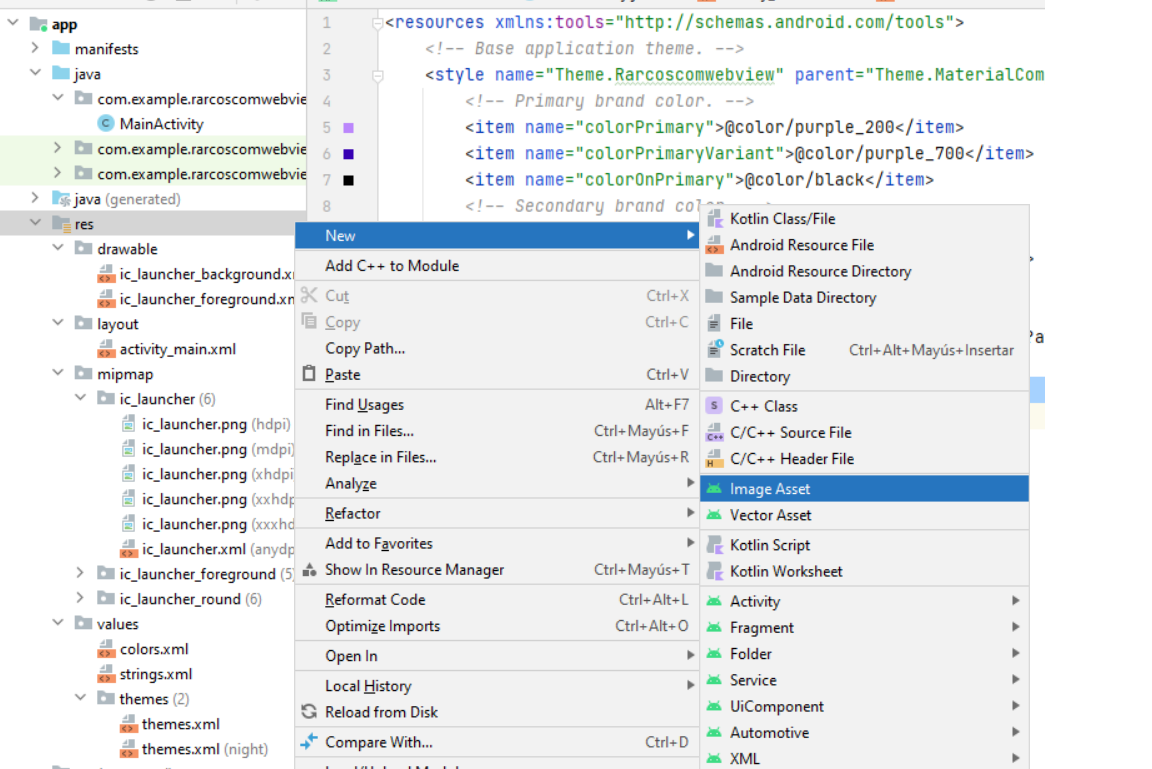 app
manifests
java
com.example.rarcoscomwebvie
MainActivity
com.example.rarcoscomwebvie
com.example.rarcoscomwebvie
java (generated)
res
drawable
ic_launcher_background.x
ic_launcher_foreground.xn
layout
activity_main.xml
mipmap
ic_launcher (6)
ic_launcher.png (hdpi)
ic_launcher.png (mdpi)
ic_launcher.png (xhdpi
ic_launcher.png (xxhdp
ic_launcher.png (xxxhd
ic_launcher.xml (anydp
ic_launcher_foreground (5)
ic_launcher_round (6)
values
colors.xml
strings.xml
themes (2)
themes.xml
themes.xml (night)
1 <resources xmlns:tools="http://schemas.android.com/tools">
2 <!-- Base application theme. -->
3 <style name="Theme.Rarcoscomwebview" parent="Theme.MaterialCom
4 <!-- Primary brand color. -->
5 <item name="colorPrimary">@color/purple_200</item>
6 <item name="colorPrimaryVariant">@color/purple_700</item>
7 <item name="colorOnPrimary">@color/black</item>
8 <!-- Secondary brand color. -->
New
Add C++ to Module
Cut Ctrl+X
Copy Ctrl+C
Copy Path...
Paste Ctrl+V
Find Usages Alt+F7
Find in Files... Ctrl+Mayús+F
Replace in Files... Ctrl+Mayús+R
Analyze
Refactor
Add to Favorites
Show In Resource Manager Ctrl+Mayús+T
Reformat Code Ctrl+Alt+L
Optimize Imports Ctrl+Alt+O
Open In
Local History
Reload from Disk
Compare With... Ctrl+D
Kotlin Class/File
Android Resource File
Android Resource Directory
Sample Data Directory
File
Scratch File Ctrl+Alt+Mayús+Insertar
Directory
C++ Class
C/C++ Source File
C/C++ Header File
Image Asset
Vector Asset
Kotlin Script
Kotlin Worksheet
Activity
Fragment
Folder
Service
UiComponent
Automotive
XML